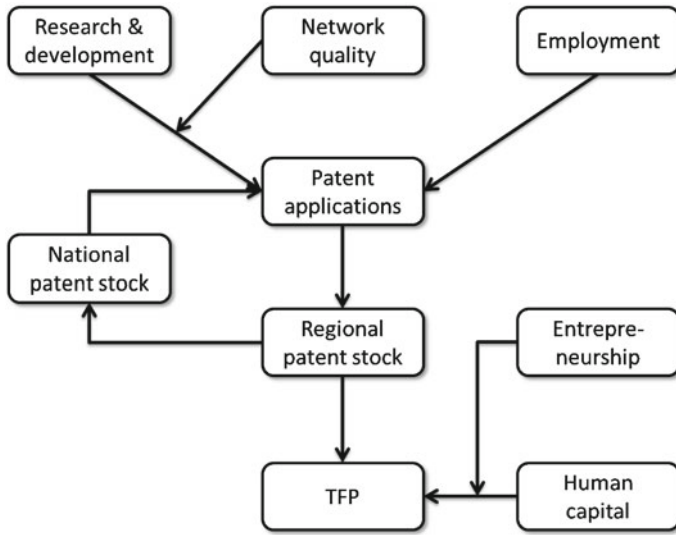 Research &
development
Network
quality
Employment
Patent
applications
National
patent stock
Regional
patent stock
Entrepre-
neurship
TFP
Human
capital